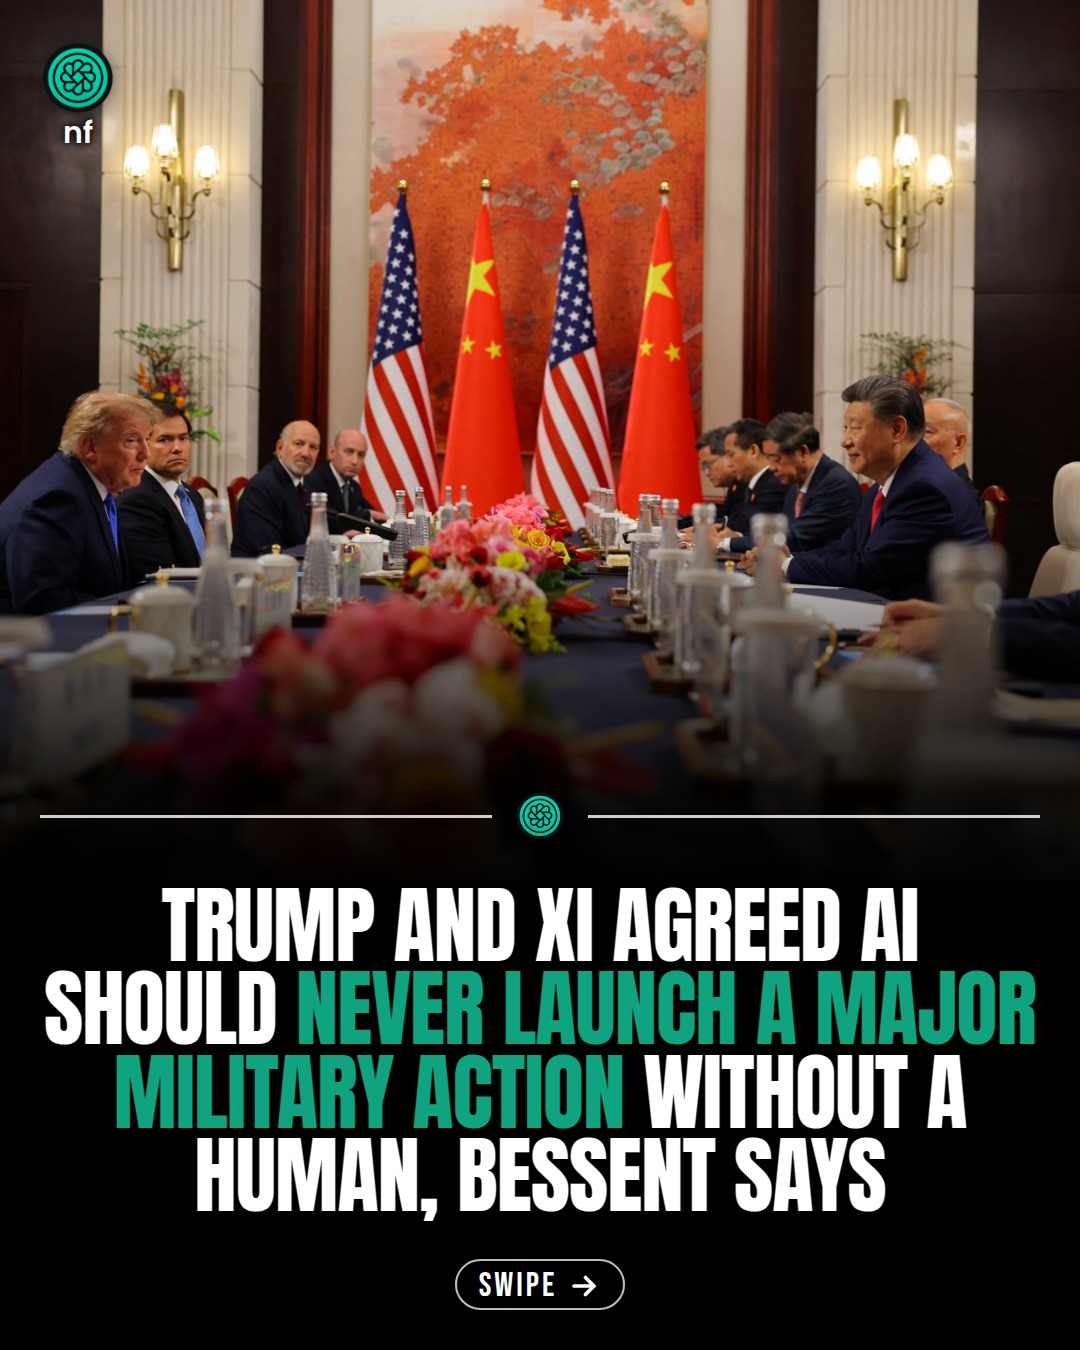 nf
TRUMP AND XI AGREED AI
SHOULD NEVER LAUNCH A MAJOR
MILITARY ACTION WITHOUT A
HUMAN, BESSENT SAYS
SWIPE →